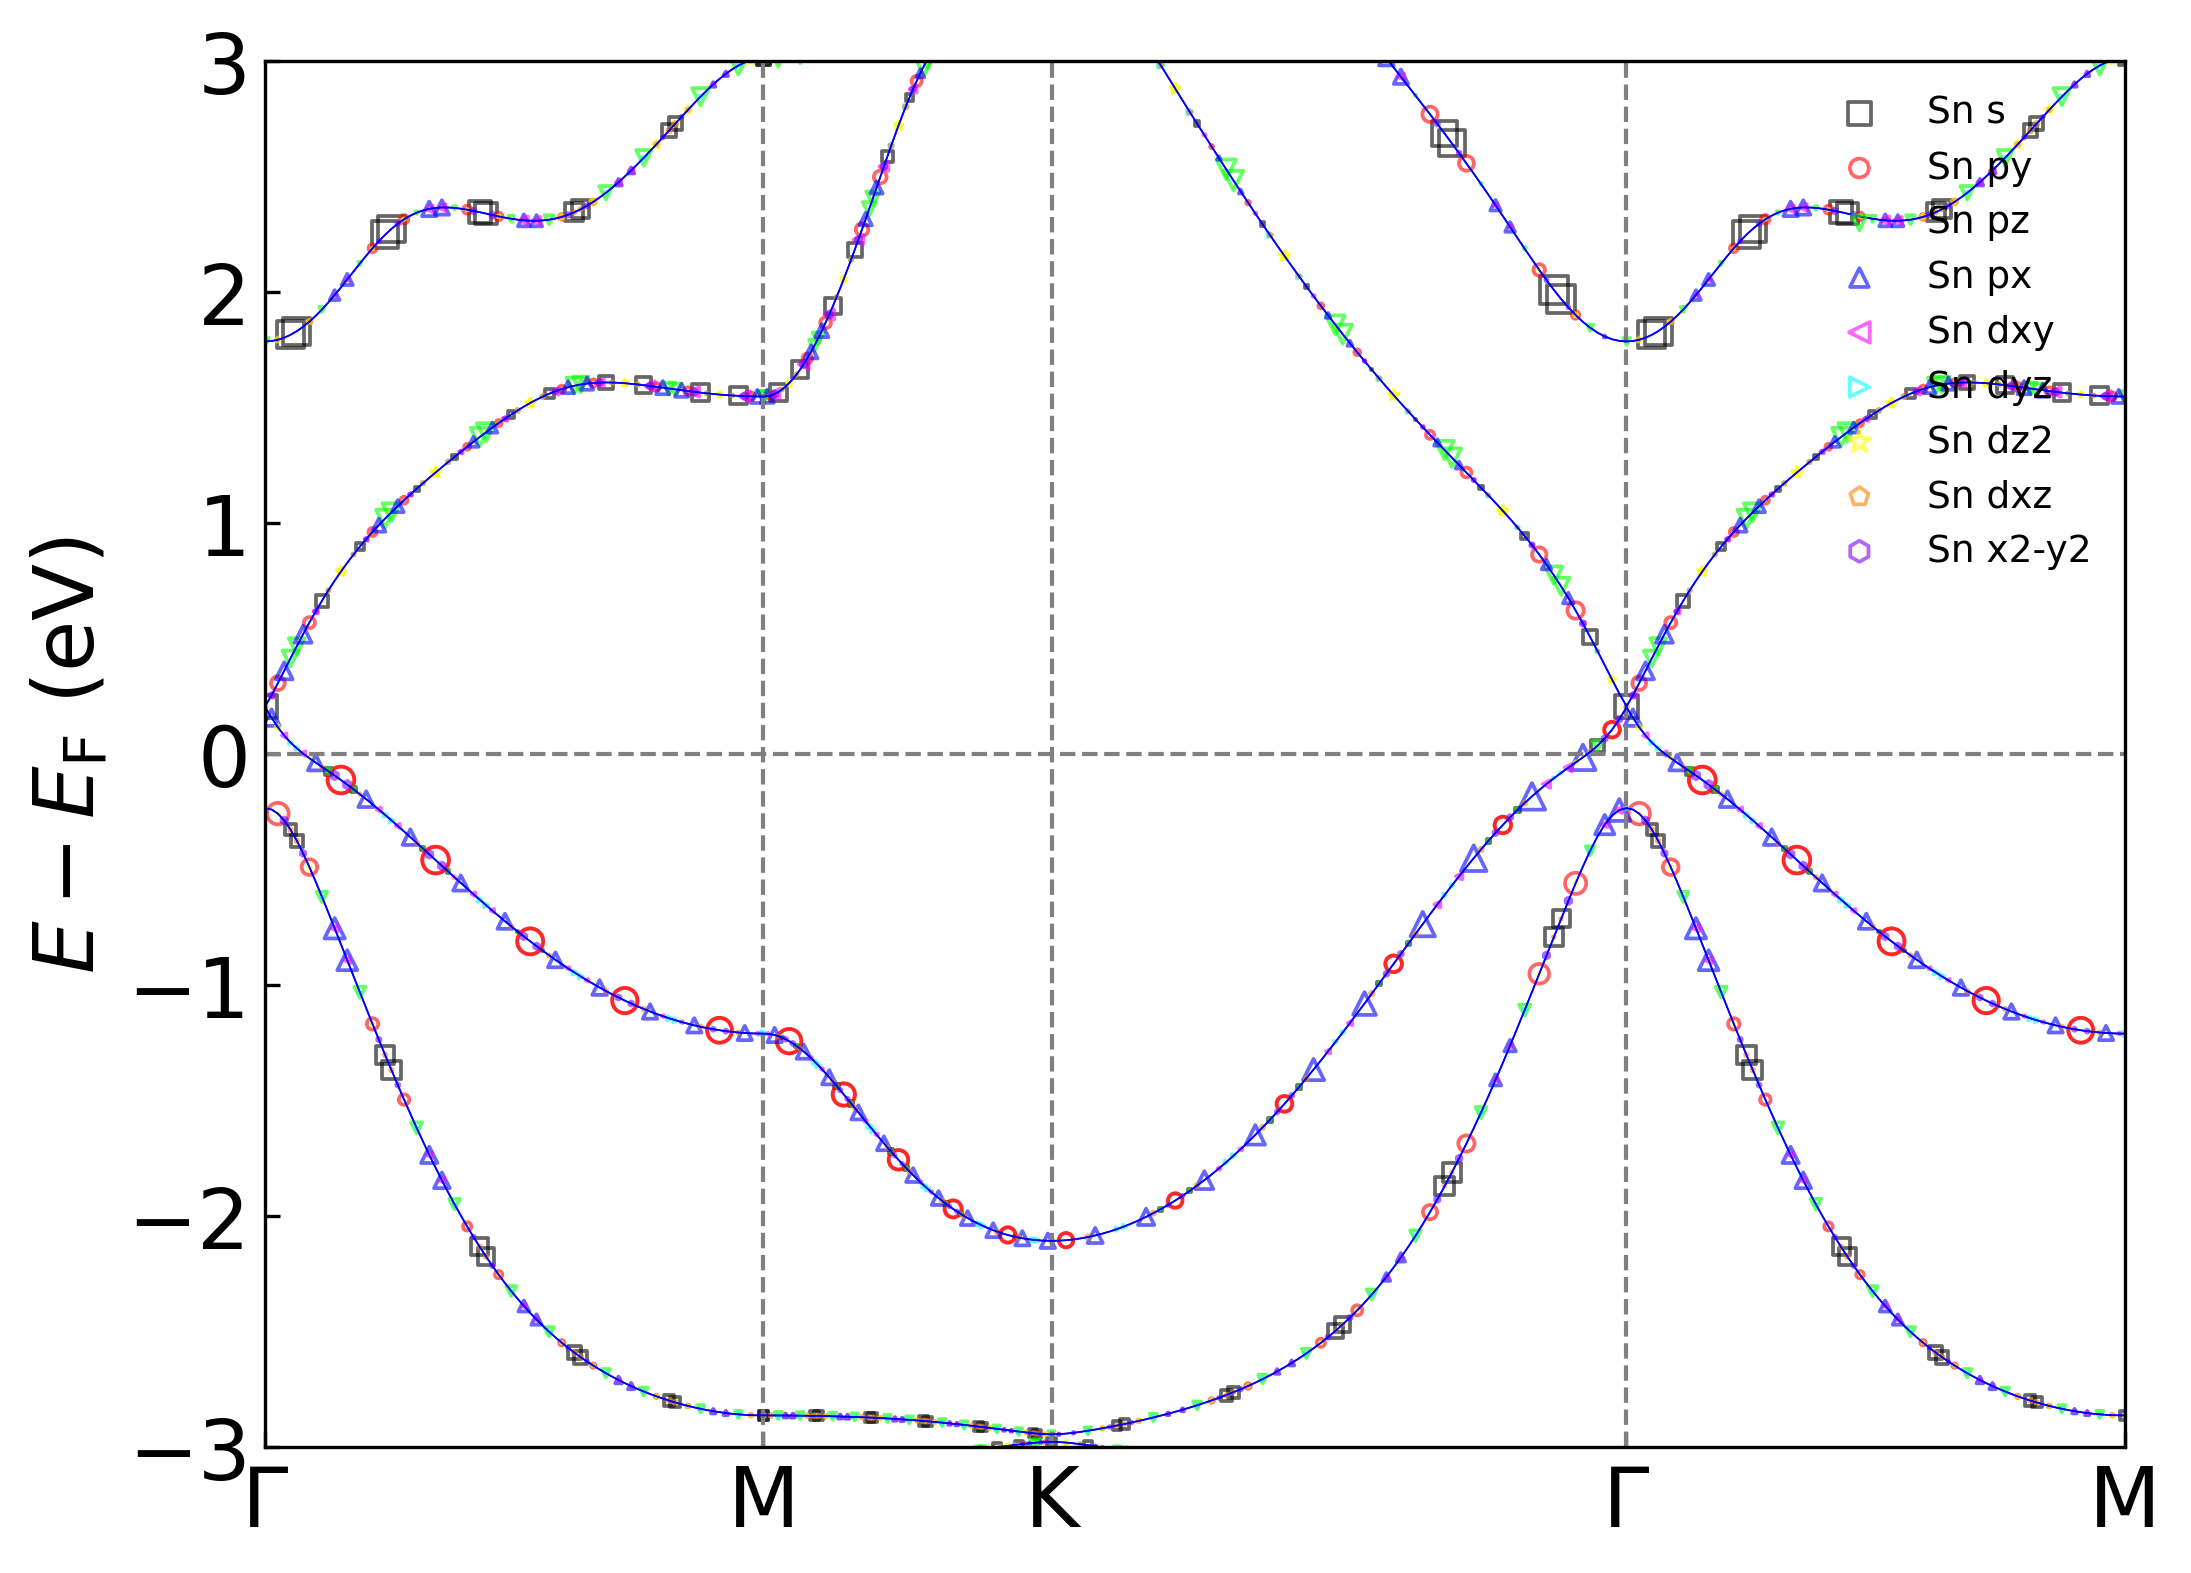 3
2
1
0
−1
−2
−3
E − E_F (eV)
Γ M K Γ M
Sn s
Sn py
Sn pz
Sn px
Sn dxy
Sn dyz
Sn dz2
Sn dxz
Sn x2-y2